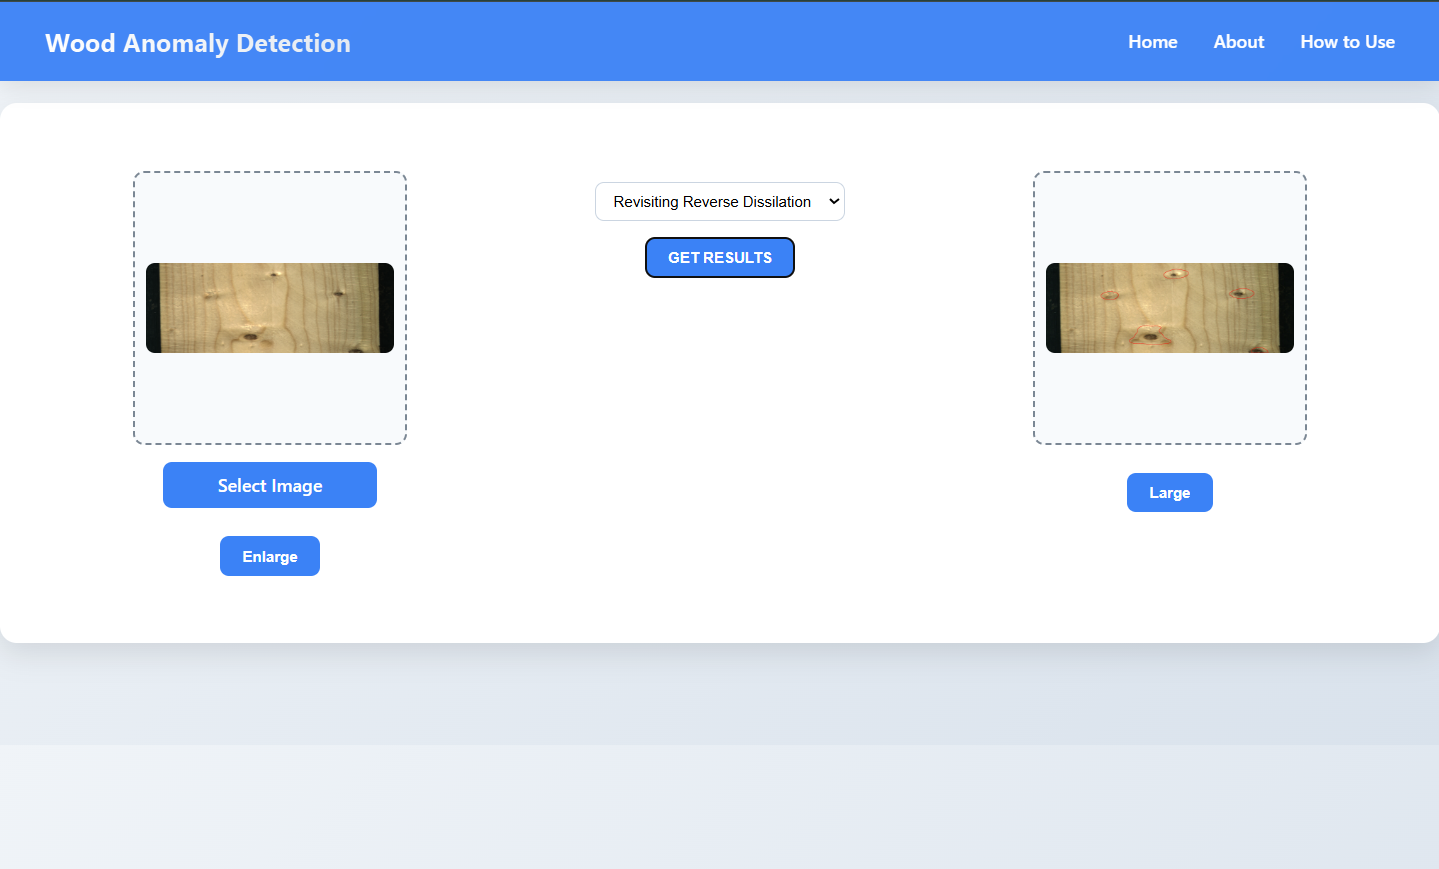 Wood Anomaly Detection
Home About How to Use
Revisiting Reverse Dissilation
GET RESULTS
Select Image
Enlarge
Large